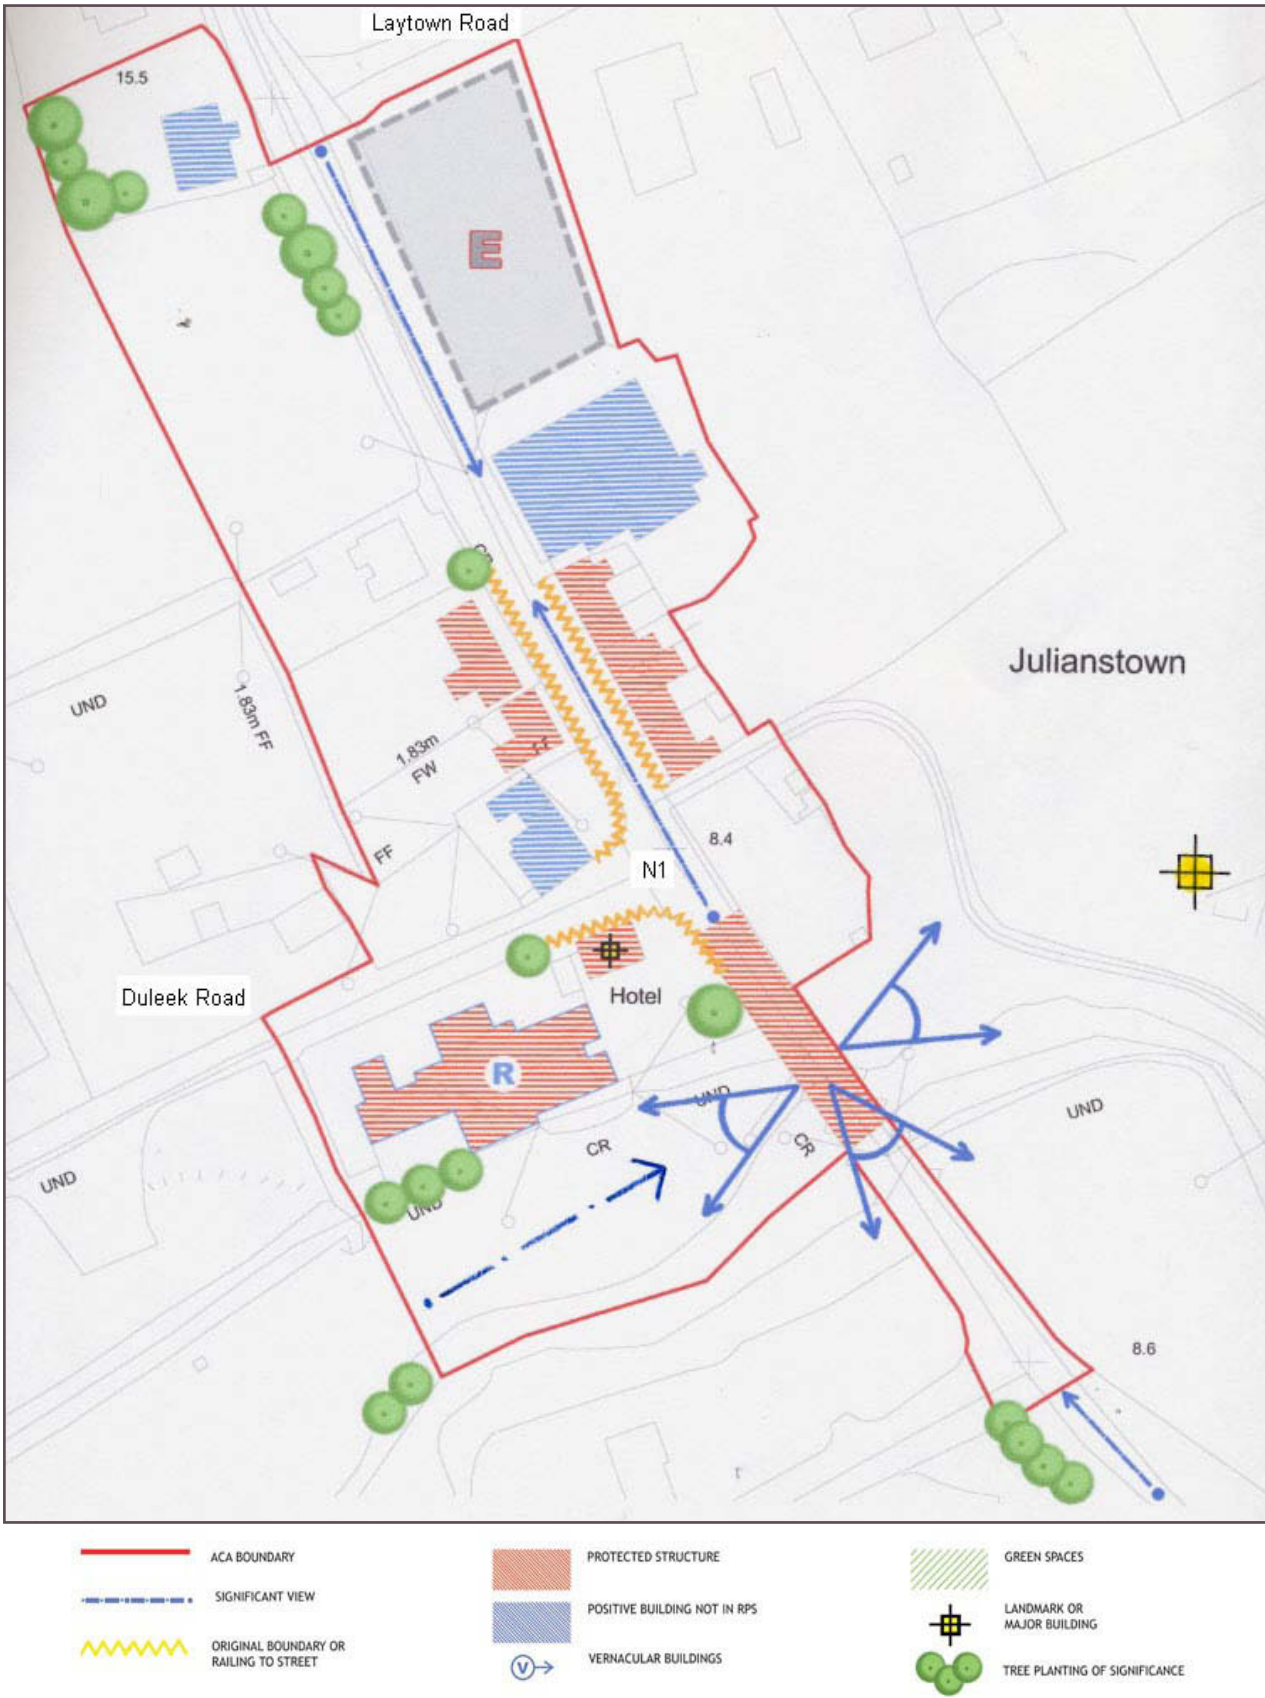 Laytown Road
15.5
E
CR
Julianstown
UND
1.83m FF
1.83m
FW
FF
8.4
N1
Duleek Road
Hotel
R
UND
UND
CR
CR
UND
UND
8.6
ACA BOUNDARY
SIGNIFICANT VIEW
ORIGINAL BOUNDARY OR
RAILING TO STREET
PROTECTED STRUCTURE
POSITIVE BUILDING NOT IN RPS
V
VERNACULAR BUILDINGS
GREEN SPACES
LANDMARK OR
MAJOR BUILDING
TREE PLANTING OF SIGNIFICANCE